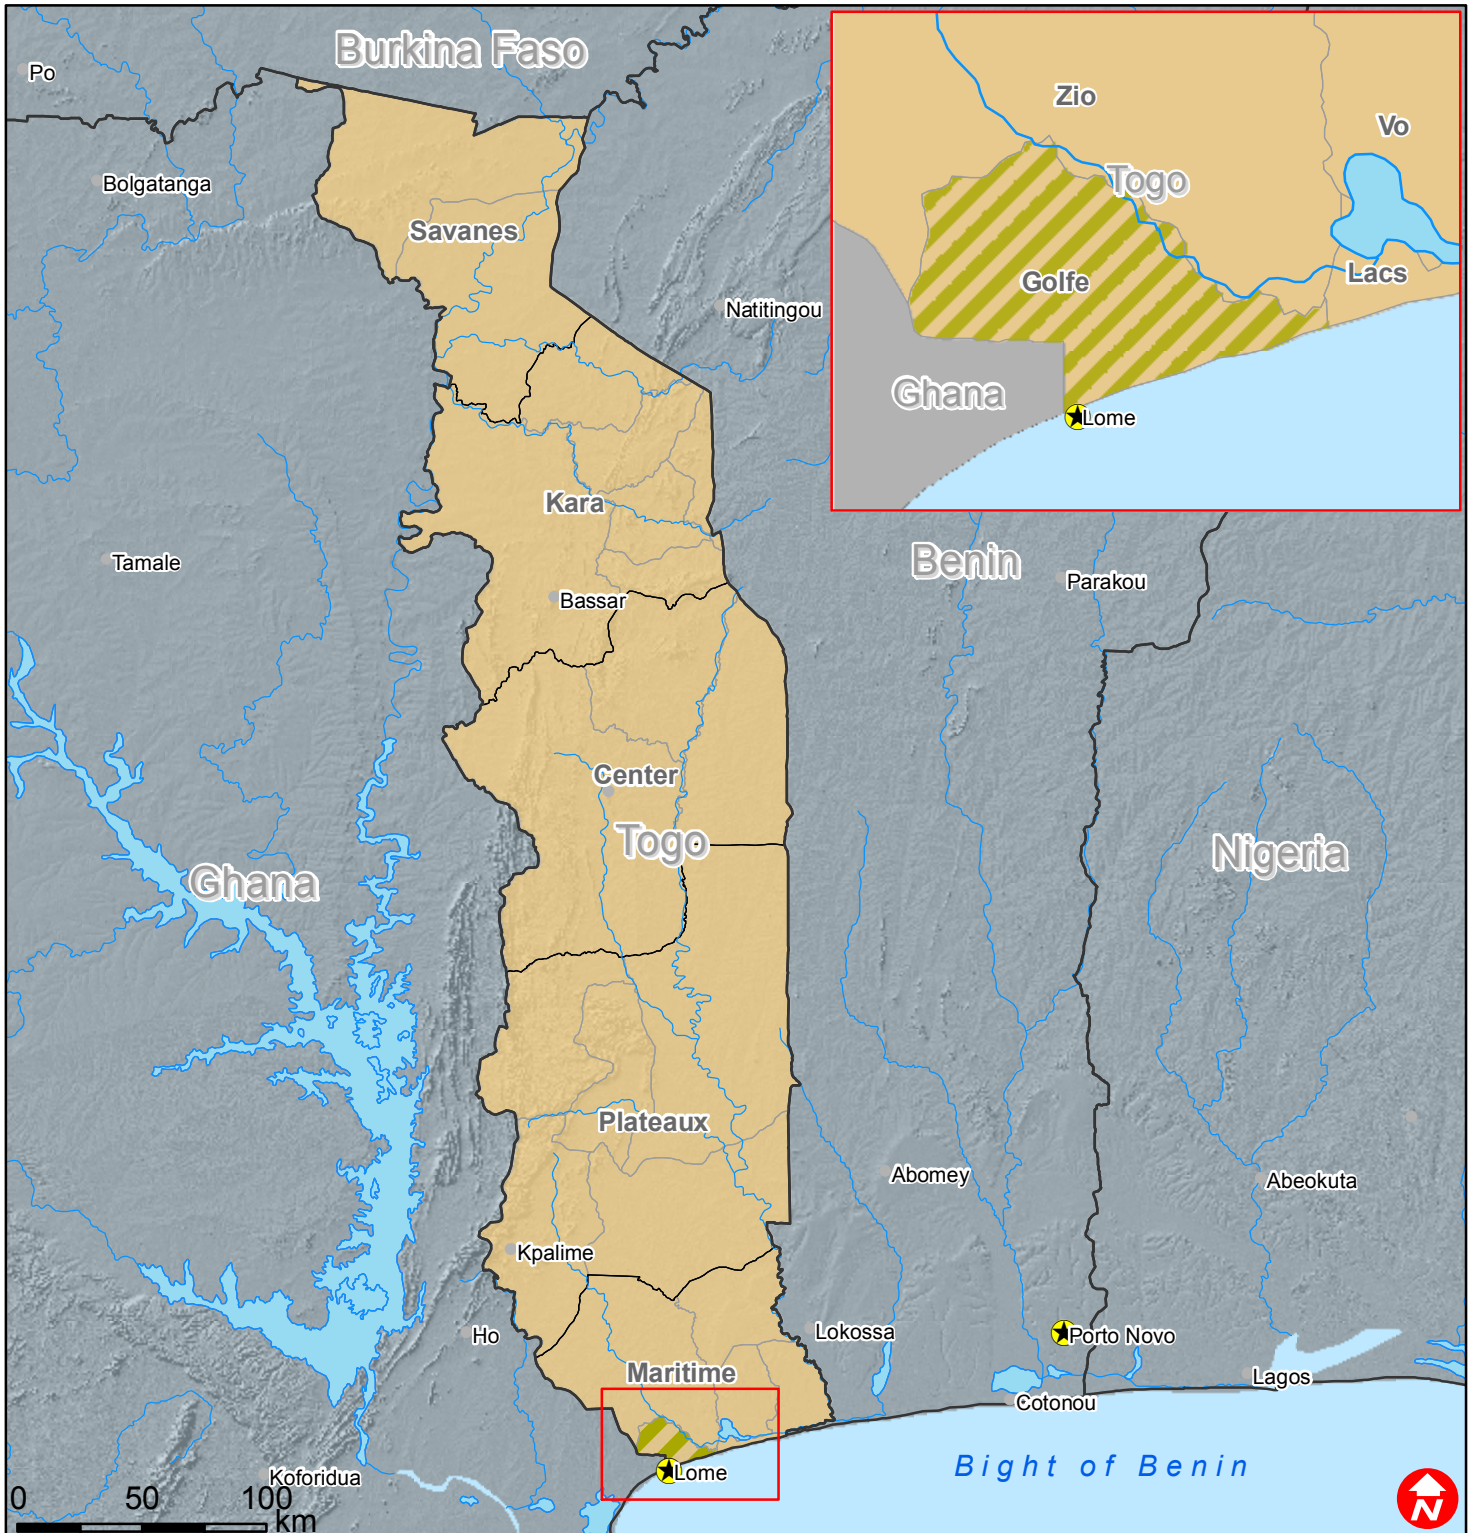 Burkina Faso
Po
Zio
Vo
Bolgatanga
Togo
Savanes
Golfe
Lacs
Natitingou
Ghana
Lome
Kara
Tamale
Benin
Parakou
Bassar
Center
Togo
Nigeria
Ghana
Plateaux
Abomey
Abeokuta
Kpalime
Ho
Lokossa
Porto Novo
Maritime
Lagos
Cotonou
Bight of Benin
Lome
Koforidua
0 50 100
km
N